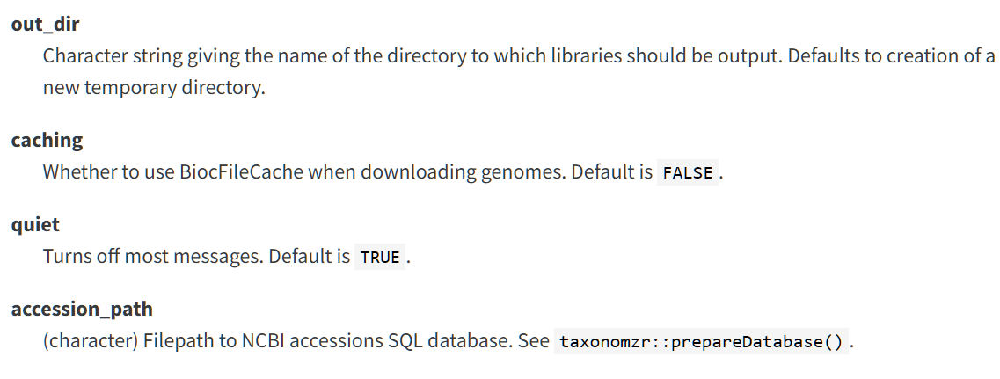 out_dir
Character string giving the name of the directory to which libraries should be output. Defaults to creation of a
new temporary directory.
caching
Whether to use BiocFileCache when downloading genomes. Default is FALSE .
quiet
Turns off most messages. Default is TRUE .
accession_path
(character) Filepath to NCBI accessions SQL database. See taxonomzr::prepareDatabase() .